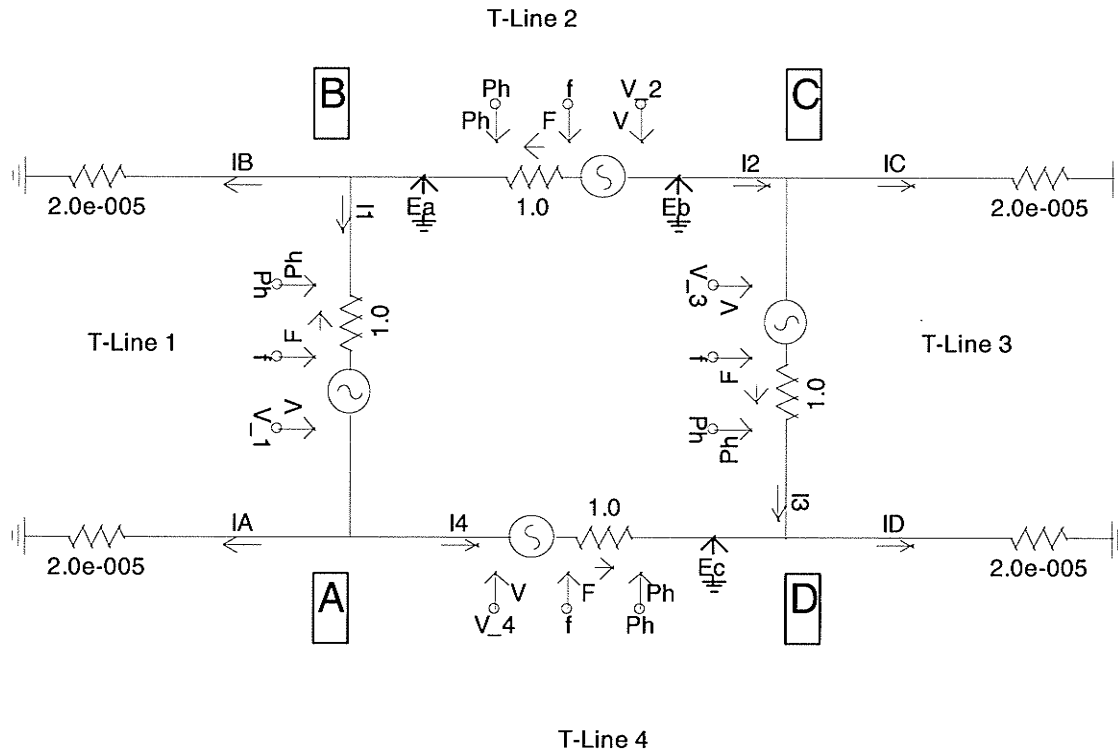 T-Line 2
B
Ph
f
V_2
C
Ph
F
V
IB
I2
IC
2.0e-005
Ea
1.0
Eb
2.0e-005
I1
Ph
Ph
V_3
V
T-Line 1
F
f
1.0
f
F
1.0
T-Line 3
V
V_1
Ph
Ph
IA
I4
1.0
I3
ID
2.0e-005
Ec
2.0e-005
A
V
F
Ph
D
V_4
f
Ph
T-Line 4